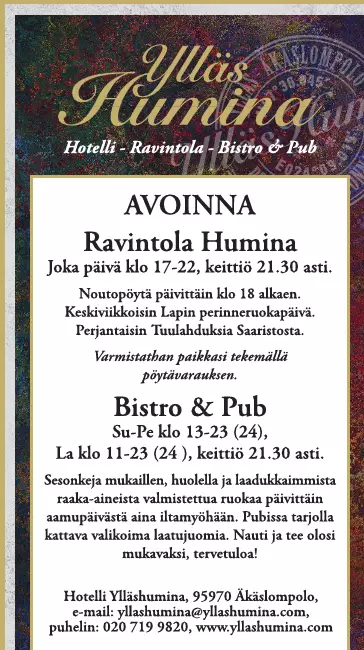 Ylläs
Humina
Hotelli - Ravintola - Bistro & Pub
AVOINNA
Ravintola Humina
Joka päivä klo 17-22, keittiö 21.30 asti.
Noutopöytä päivittäin klo 18 alkaen.
Keskiviikkoisin Lapin perinneruokapäivä.
Perjantaisin Tuulahduksia Saaristosta.
Varmistathan paikkasi tekemällä
pöytävarauksen.
Bistro & Pub
Su-Pe klo 13-23 (24),
La klo 11-23 (24 ), keittiö 21.30 asti.
Sesonkeja mukaillen, huolella ja laadukkaimmista
raaka-aineista valmistettua ruokaa päivittäin
aamupäivästä aina iltamyöhään. Pubissa tarjolla
kattava valikoima laatujuomia. Nauti ja tee olosi
mukavaksi, tervetuloa!
Hotelli Ylläshumina, 95970 Äkäslompolo,
e-mail: yllashumina@yllashumina.com,
puhelin: 020 719 9820, www.yllashumina.com